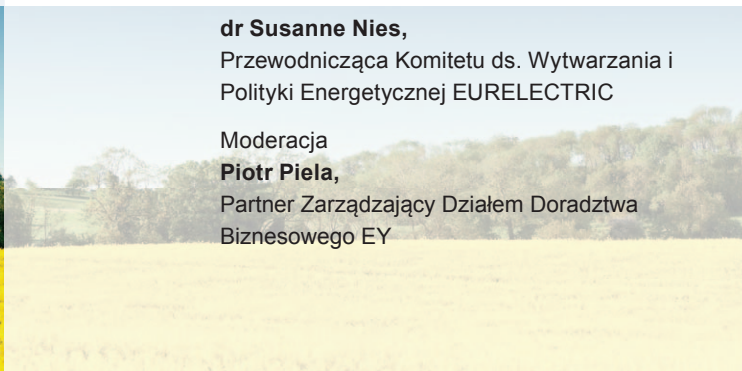 dr Susanne Nies,
Przewodnicząca Komitetu ds. Wytwarzania i
Polityki Energetycznej EURELECTRIC
Moderacja
Piotr Piela,
Partner Zarządzający Działem Doradztwa
Biznesowego EY